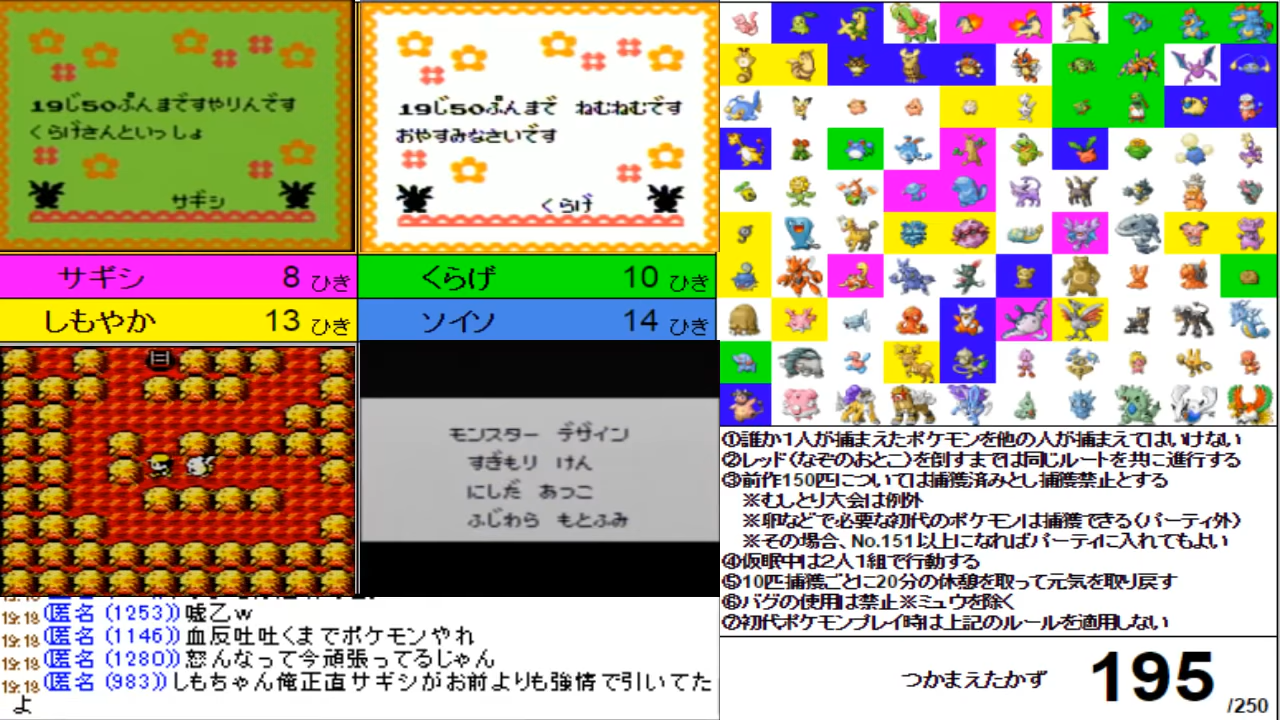 19じ50ぷんまですやりんです
くらげさんといっしょ
サギシ
19じ50ぷんまで ねむねむです
おやすみなさいです
くらげ
サギシ 8 ひき
くらげ 10 ひき
しもやか 13 ひき
ソイソ 14 ひき
モンスター デザイン
すぎもり けん
にしだ あつこ
ふじわら もとふみ
19:18 (匿名 (1253)) 嘘乙ｗ
19:18 (匿名 (1146)) 血反吐吐くまでポケモンやれ
19:18 (匿名 (1280)) 怒んなって今頑張ってるじゃん
19:18 (匿名 (983)) しもちゃん俺正直サギシがお前よりも強情で引いてた
よ
①誰か1人が捕まえたポケモンを他の人が捕まえてはいけない
②レッド(なぞのおとこ)を倒すまでは同じルートを共に進行する
③前作150匹については捕獲済みとし捕獲禁止とする
※むしとり大会は例外
※卵などで必要な初代のポケモンは捕獲できる(パーティ外)
※その場合、No.151以上になればパーティに入れてもよい
④仮眠中は2人1組で行動する
⑤10匹捕獲ごとに20分の休憩を取って元気を取り戻す
⑥バグの使用は禁止※ミュウを除く
⑦初代ポケモンプレイ時は上記のルールを適用しない
つかまえたかず 195 /250